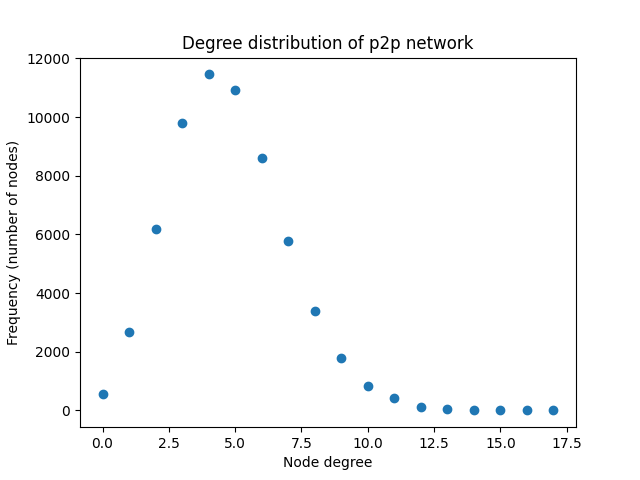 Degree distribution of p2p network
Frequency (number of nodes)
12000
10000
8000
6000
4000
2000
0
0.0 2.5 5.0 7.5 10.0 12.5 15.0 17.5
Node degree